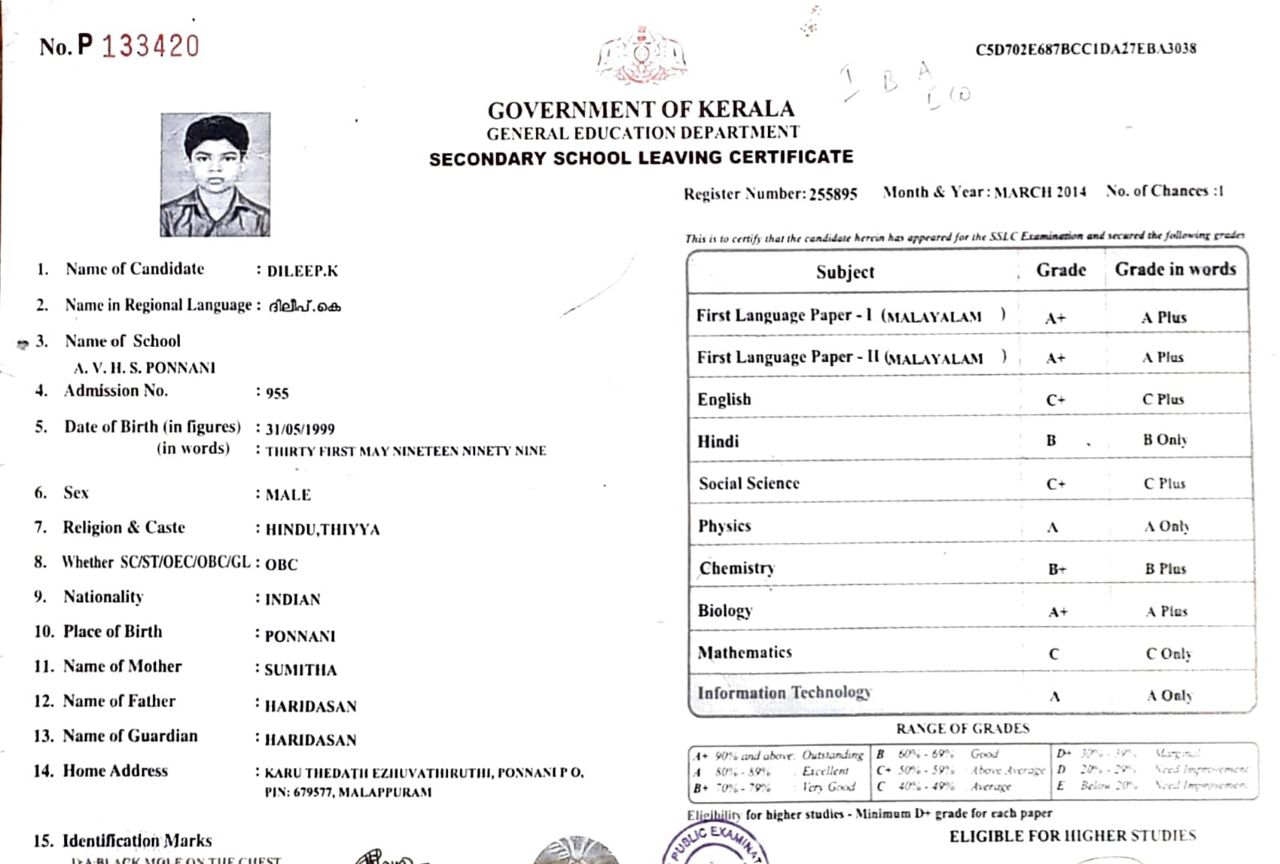 No. P 133420
C5D702E687BCC1DA27EBA3038
I B A
GOVERNMENT OF KERALA
GENERAL EDUCATION DEPARTMENT
SECONDARY SCHOOL LEAVING CERTIFICATE
Register Number: 255895 Month & Year: MARCH 2014 No. of Chances :1
This is to certify that the candidate herein has appeared for the SSLC Examination and secured the following grades
1. Name of Candidate : DILEEP.K
2. Name in Regional Language : ദിലീപ്.കെ
3. Name of School
A. V. H. S. PONNANI
4. Admission No. : 955
5. Date of Birth (in figures) : 31/05/1999
(in words) : THIRTY FIRST MAY NINETEEN NINETY NINE
6. Sex : MALE
7. Religion & Caste : HINDU,THIYYA
8. Whether SC/ST/OEC/OBC/GL : OBC
9. Nationality : INDIAN
10. Place of Birth : PONNANI
11. Name of Mother : SUMITHA
12. Name of Father : HARIDASAN
13. Name of Guardian : HARIDASAN
14. Home Address : KARU THEDATH EZHUVATHIRUTHI, PONNANI P O,
PIN: 679577, MALAPPURAM
15. Identification Marks
1:A BLACK MOLE ON THE CHEST
Subject Grade Grade in words
First Language Paper - I (MALAYALAM ) A+ A Plus
First Language Paper - II (MALAYALAM ) A+ A Plus
English C+ C Plus
Hindi B B Only
Social Science C+ C Plus
Physics A A Only
Chemistry B+ B Plus
Biology A+ A Plus
Mathematics C C Only
Information Technology A A Only
RANGE OF GRADES
A+ 90% and above: Outstanding B 60% - 69% Good D+ 30% - 39% Marginal
A 80% - 89% : Excellent C+ 50% - 59% Above Average D 20% - 29% Need Improvement
B+ 70% - 79% : Very Good C 40% - 49% Average E Below 20% Need Improvement
Eligibility for higher studies - Minimum D+ grade for each paper
ELIGIBLE FOR HIGHER STUDIES
PUBLIC EXAMINAT